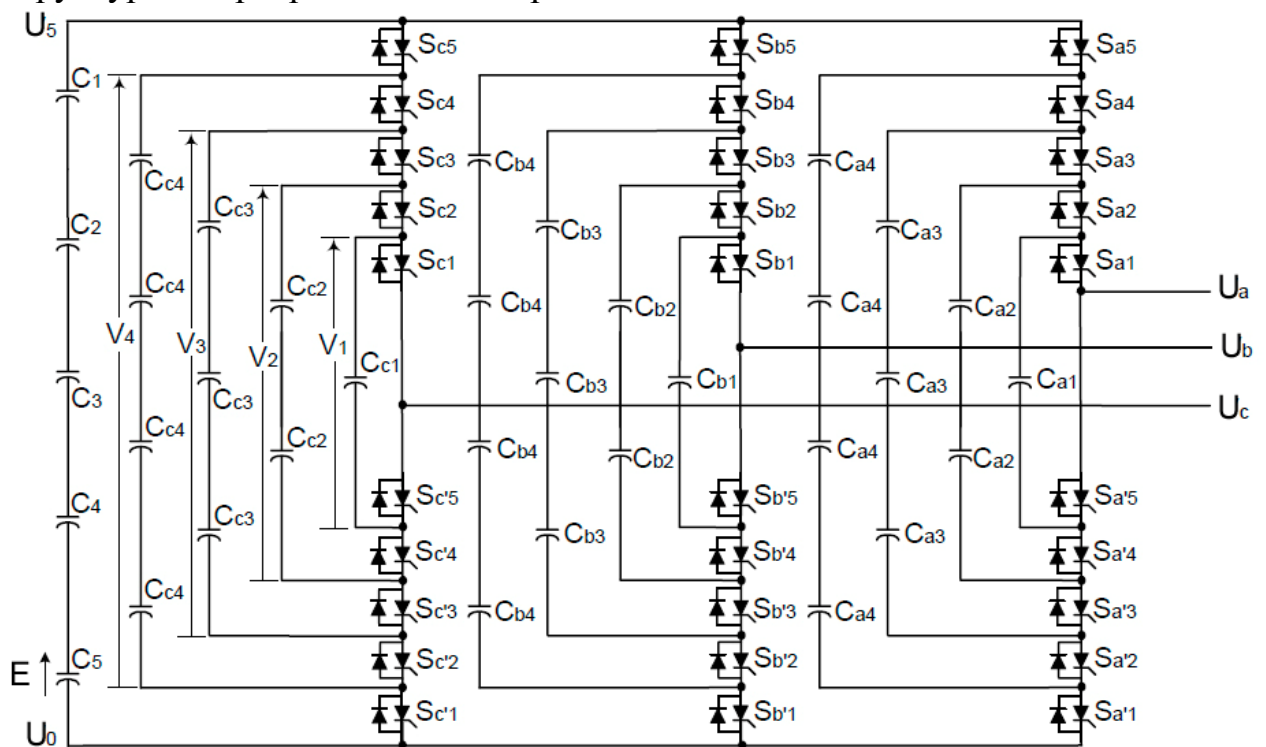 U5 Sc5 Sb5 Sa5
C1
Sc4 Sb4 Sa4
Sc3 Sb3 Sa3
Cc4 Cb4 Ca4
Sc2 Sb2 Sa2
C2 Cc3 Cb3 Ca3
Sc1 Sb1 Sa1
Cc2 Ua
Cc4 Cb4 Cb2 Ca4 Ca2
V4 V3 V2 V1 Ub
Cc1 Cb3 Cb1 Ca3 Ca1
C3 Cc3 Uc
Cc4 Cc2 Cb4 Cb2 Ca4 Ca2
C4 Sc'5 Sb'5 Sa'5
Cc3 Cb3 Ca3
Sc'4 Sb'4 Sa'4
Cc4 Sc'3 Cb4 Sb'3 Ca4 Sa'3
E C5 Sc'2 Sb'2 Sa'2
U0 Sc'1 Sb'1 Sa'1